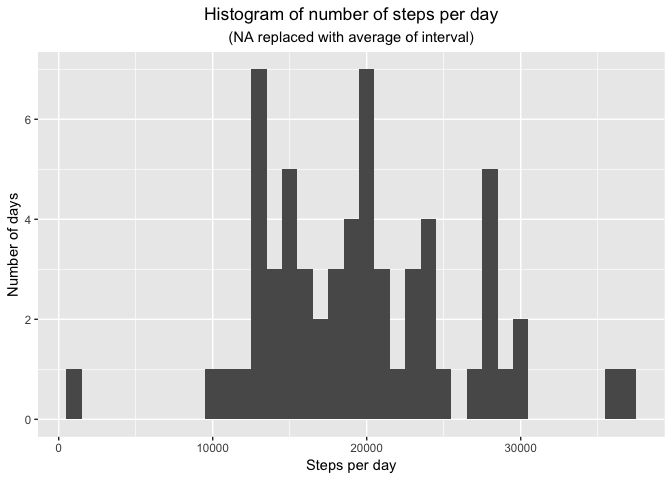 Histogram of number of steps per day
(NA replaced with average of interval)
6
4
2
0
Number of days
0 10000 20000 30000
Steps per day